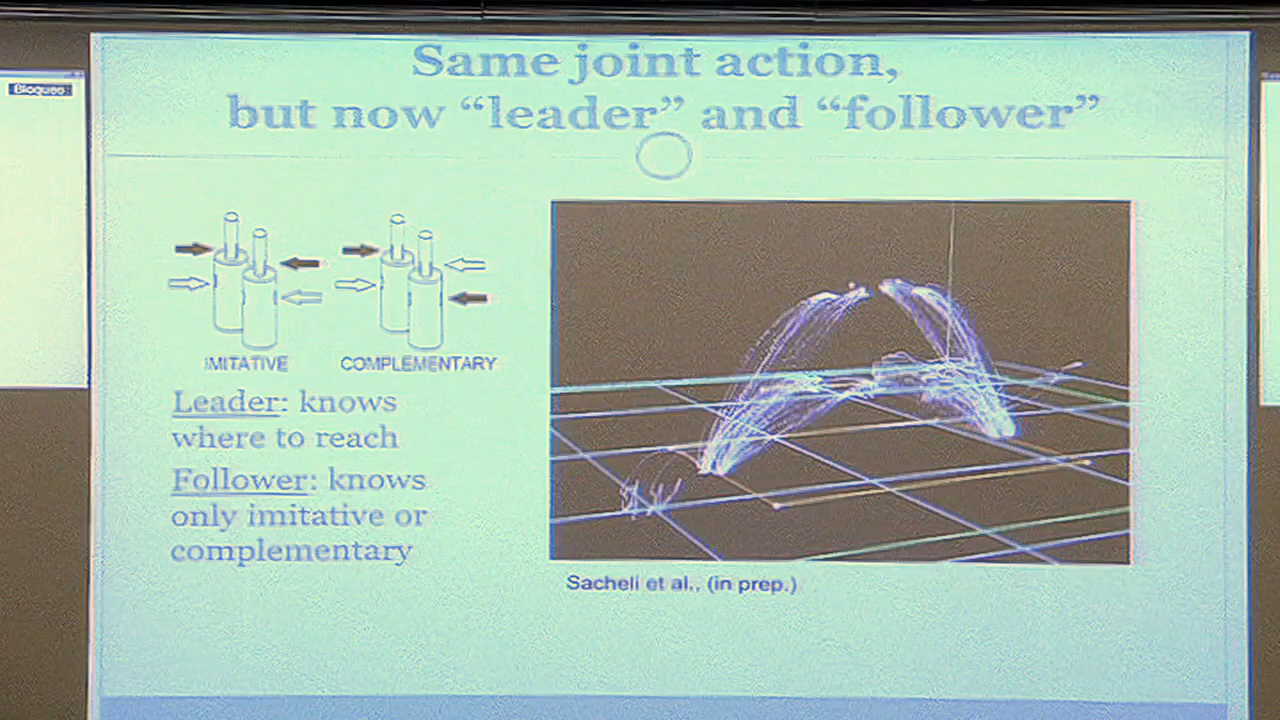 Bloqueo
Same joint action,
but now “leader” and “follower”
IMITATIVE
COMPLEMENTARY
Leader: knows
where to reach
Follower: knows
only imitative or
complementary
Sacheli et al., (in prep.)